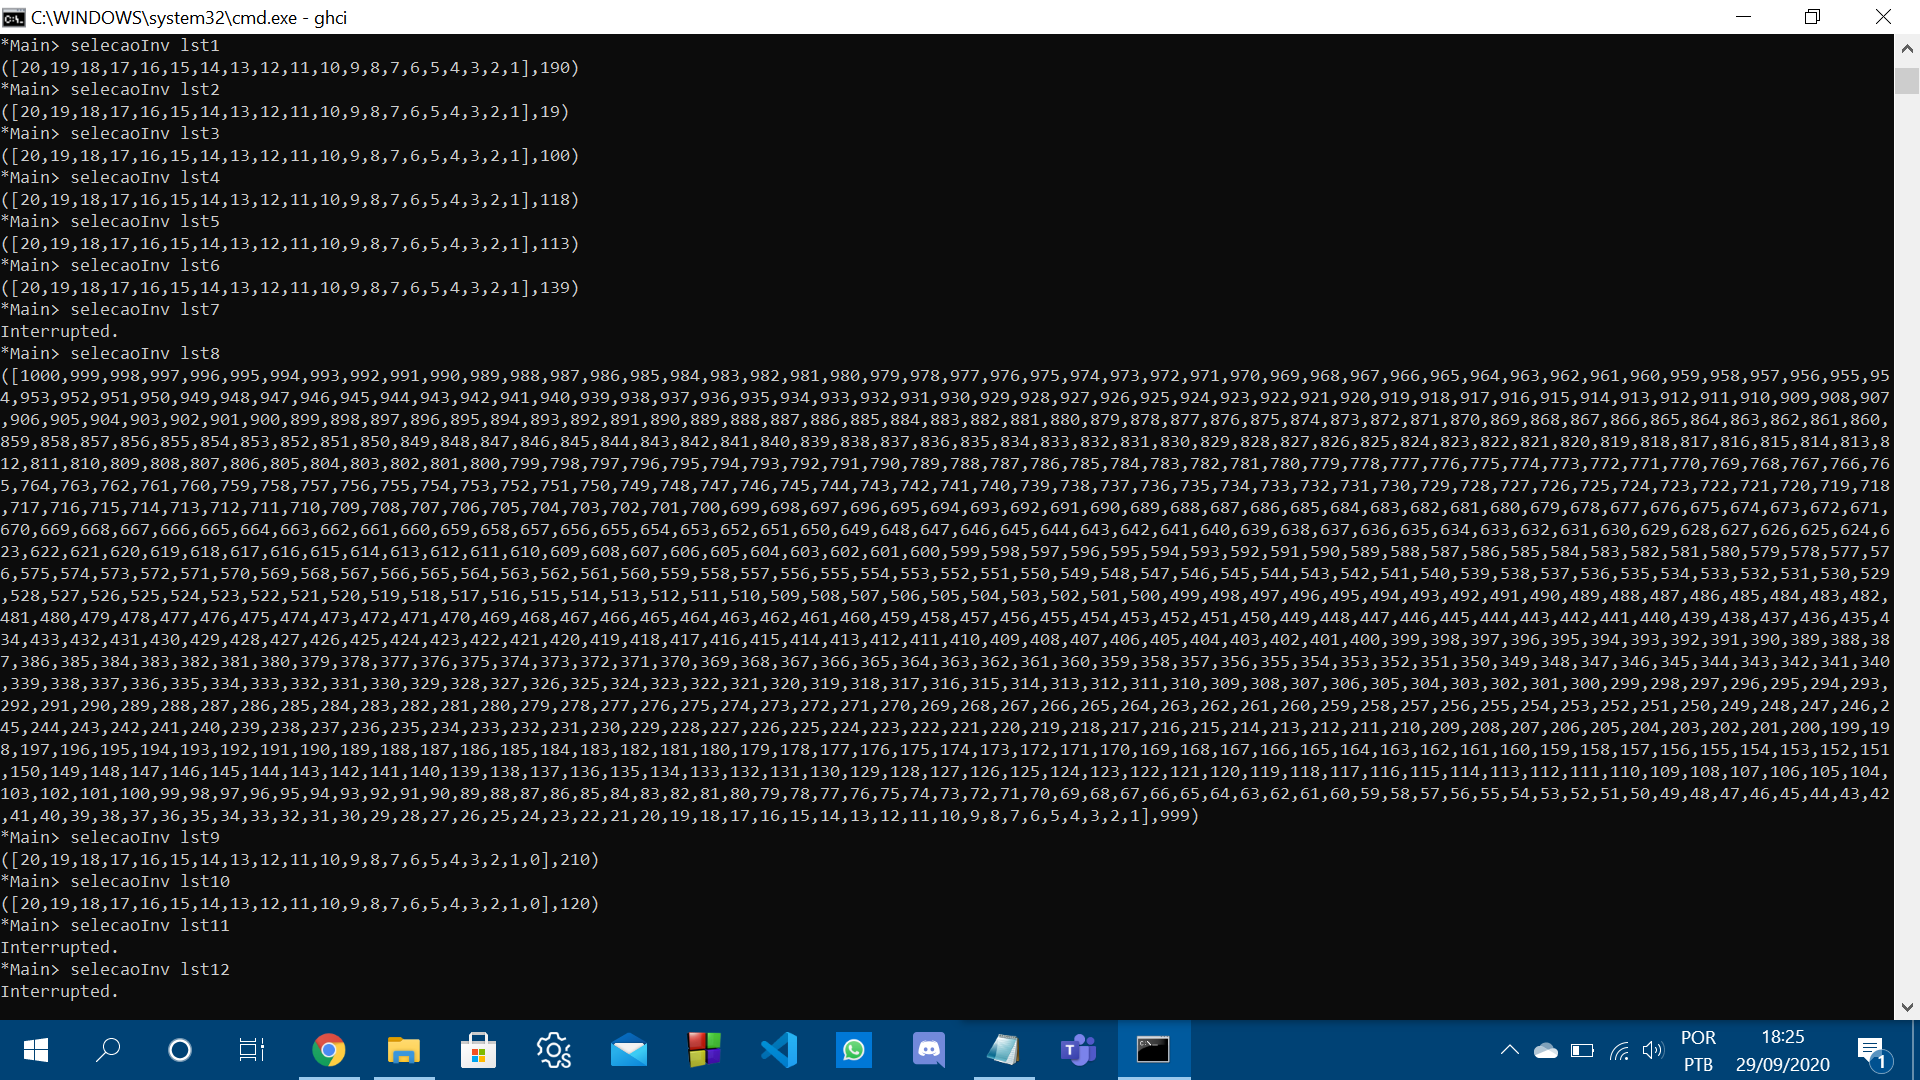 C:\WINDOWS\system32\cmd.exe - ghci
*Main> selecaoInv lst1
([20,19,18,17,16,15,14,13,12,11,10,9,8,7,6,5,4,3,2,1],190)
*Main> selecaoInv lst2
([20,19,18,17,16,15,14,13,12,11,10,9,8,7,6,5,4,3,2,1],19)
*Main> selecaoInv lst3
([20,19,18,17,16,15,14,13,12,11,10,9,8,7,6,5,4,3,2,1],100)
*Main> selecaoInv lst4
([20,19,18,17,16,15,14,13,12,11,10,9,8,7,6,5,4,3,2,1],118)
*Main> selecaoInv lst5
([20,19,18,17,16,15,14,13,12,11,10,9,8,7,6,5,4,3,2,1],113)
*Main> selecaoInv lst6
([20,19,18,17,16,15,14,13,12,11,10,9,8,7,6,5,4,3,2,1],139)
*Main> selecaoInv lst7
Interrupted.
*Main> selecaoInv lst8
([1000,999,998,997,996,995,994,993,992,991,990,989,988,987,986,985,984,983,982,981,980,979,978,977,976,975,974,973,972,971,970,969,968,967,966,965,964,963,962,961,960,959,958,957,956,955,95
4,953,952,951,950,949,948,947,946,945,944,943,942,941,940,939,938,937,936,935,934,933,932,931,930,929,928,927,926,925,924,923,922,921,920,919,918,917,916,915,914,913,912,911,910,909,908,907
,906,905,904,903,902,901,900,899,898,897,896,895,894,893,892,891,890,889,888,887,886,885,884,883,882,881,880,879,878,877,876,875,874,873,872,871,870,869,868,867,866,865,864,863,862,861,860,
859,858,857,856,855,854,853,852,851,850,849,848,847,846,845,844,843,842,841,840,839,838,837,836,835,834,833,832,831,830,829,828,827,826,825,824,823,822,821,820,819,818,817,816,815,814,813,8
12,811,810,809,808,807,806,805,804,803,802,801,800,799,798,797,796,795,794,793,792,791,790,789,788,787,786,785,784,783,782,781,780,779,778,777,776,775,774,773,772,771,770,769,768,767,766,76
5,764,763,762,761,760,759,758,757,756,755,754,753,752,751,750,749,748,747,746,745,744,743,742,741,740,739,738,737,736,735,734,733,732,731,730,729,728,727,726,725,724,723,722,721,720,719,718
,717,716,715,714,713,712,711,710,709,708,707,706,705,704,703,702,701,700,699,698,697,696,695,694,693,692,691,690,689,688,687,686,685,684,683,682,681,680,679,678,677,676,675,674,673,672,671,
670,669,668,667,666,665,664,663,662,661,660,659,658,657,656,655,654,653,652,651,650,649,648,647,646,645,644,643,642,641,640,639,638,637,636,635,634,633,632,631,630,629,628,627,626,625,624,6
23,622,621,620,619,618,617,616,615,614,613,612,611,610,609,608,607,606,605,604,603,602,601,600,599,598,597,596,595,594,593,592,591,590,589,588,587,586,585,584,583,582,581,580,579,578,577,57
6,575,574,573,572,571,570,569,568,567,566,565,564,563,562,561,560,559,558,557,556,555,554,553,552,551,550,549,548,547,546,545,544,543,542,541,540,539,538,537,536,535,534,533,532,531,530,529
,528,527,526,525,524,523,522,521,520,519,518,517,516,515,514,513,512,511,510,509,508,507,506,505,504,503,502,501,500,499,498,497,496,495,494,493,492,491,490,489,488,487,486,485,484,483,482,
481,480,479,478,477,476,475,474,473,472,471,470,469,468,467,466,465,464,463,462,461,460,459,458,457,456,455,454,453,452,451,450,449,448,447,446,445,444,443,442,441,440,439,438,437,436,435,4
34,433,432,431,430,429,428,427,426,425,424,423,422,421,420,419,418,417,416,415,414,413,412,411,410,409,408,407,406,405,404,403,402,401,400,399,398,397,396,395,394,393,392,391,390,389,388,38
7,386,385,384,383,382,381,380,379,378,377,376,375,374,373,372,371,370,369,368,367,366,365,364,363,362,361,360,359,358,357,356,355,354,353,352,351,350,349,348,347,346,345,344,343,342,341,340
,339,338,337,336,335,334,333,332,331,330,329,328,327,326,325,324,323,322,321,320,319,318,317,316,315,314,313,312,311,310,309,308,307,306,305,304,303,302,301,300,299,298,297,296,295,294,293,
292,291,290,289,288,287,286,285,284,283,282,281,280,279,278,277,276,275,274,273,272,271,270,269,268,267,266,265,264,263,262,261,260,259,258,257,256,255,254,253,252,251,250,249,248,247,246,2
45,244,243,242,241,240,239,238,237,236,235,234,233,232,231,230,229,228,227,226,225,224,223,222,221,220,219,218,217,216,215,214,213,212,211,210,209,208,207,206,205,204,203,202,201,200,199,19
8,197,196,195,194,193,192,191,190,189,188,187,186,185,184,183,182,181,180,179,178,177,176,175,174,173,172,171,170,169,168,167,166,165,164,163,162,161,160,159,158,157,156,155,154,153,152,151
,150,149,148,147,146,145,144,143,142,141,140,139,138,137,136,135,134,133,132,131,130,129,128,127,126,125,124,123,122,121,120,119,118,117,116,115,114,113,112,111,110,109,108,107,106,105,104,
103,102,101,100,99,98,97,96,95,94,93,92,91,90,89,88,87,86,85,84,83,82,81,80,79,78,77,76,75,74,73,72,71,70,69,68,67,66,65,64,63,62,61,60,59,58,57,56,55,54,53,52,51,50,49,48,47,46,45,44,43,42
,41,40,39,38,37,36,35,34,33,32,31,30,29,28,27,26,25,24,23,22,21,20,19,18,17,16,15,14,13,12,11,10,9,8,7,6,5,4,3,2,1],999)
*Main> selecaoInv lst9
([20,19,18,17,16,15,14,13,12,11,10,9,8,7,6,5,4,3,2,1,0],210)
*Main> selecaoInv lst10
([20,19,18,17,16,15,14,13,12,11,10,9,8,7,6,5,4,3,2,1,0],120)
*Main> selecaoInv lst11
Interrupted.
*Main> selecaoInv lst12
Interrupted.
POR
PTB
18:25
29/09/2020
1